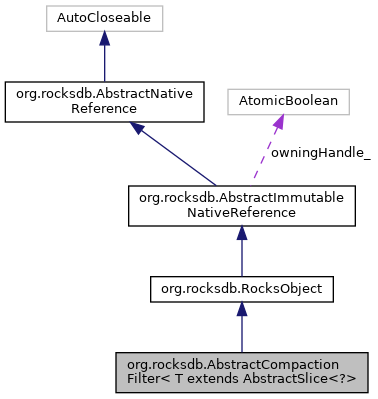 AutoCloseable
org.rocksdb.AbstractNative
Reference
AtomicBoolean
owningHandle_
org.rocksdb.AbstractImmutable
NativeReference
org.rocksdb.RocksObject
org.rocksdb.AbstractCompaction
Filter< T extends AbstractSlice<?>